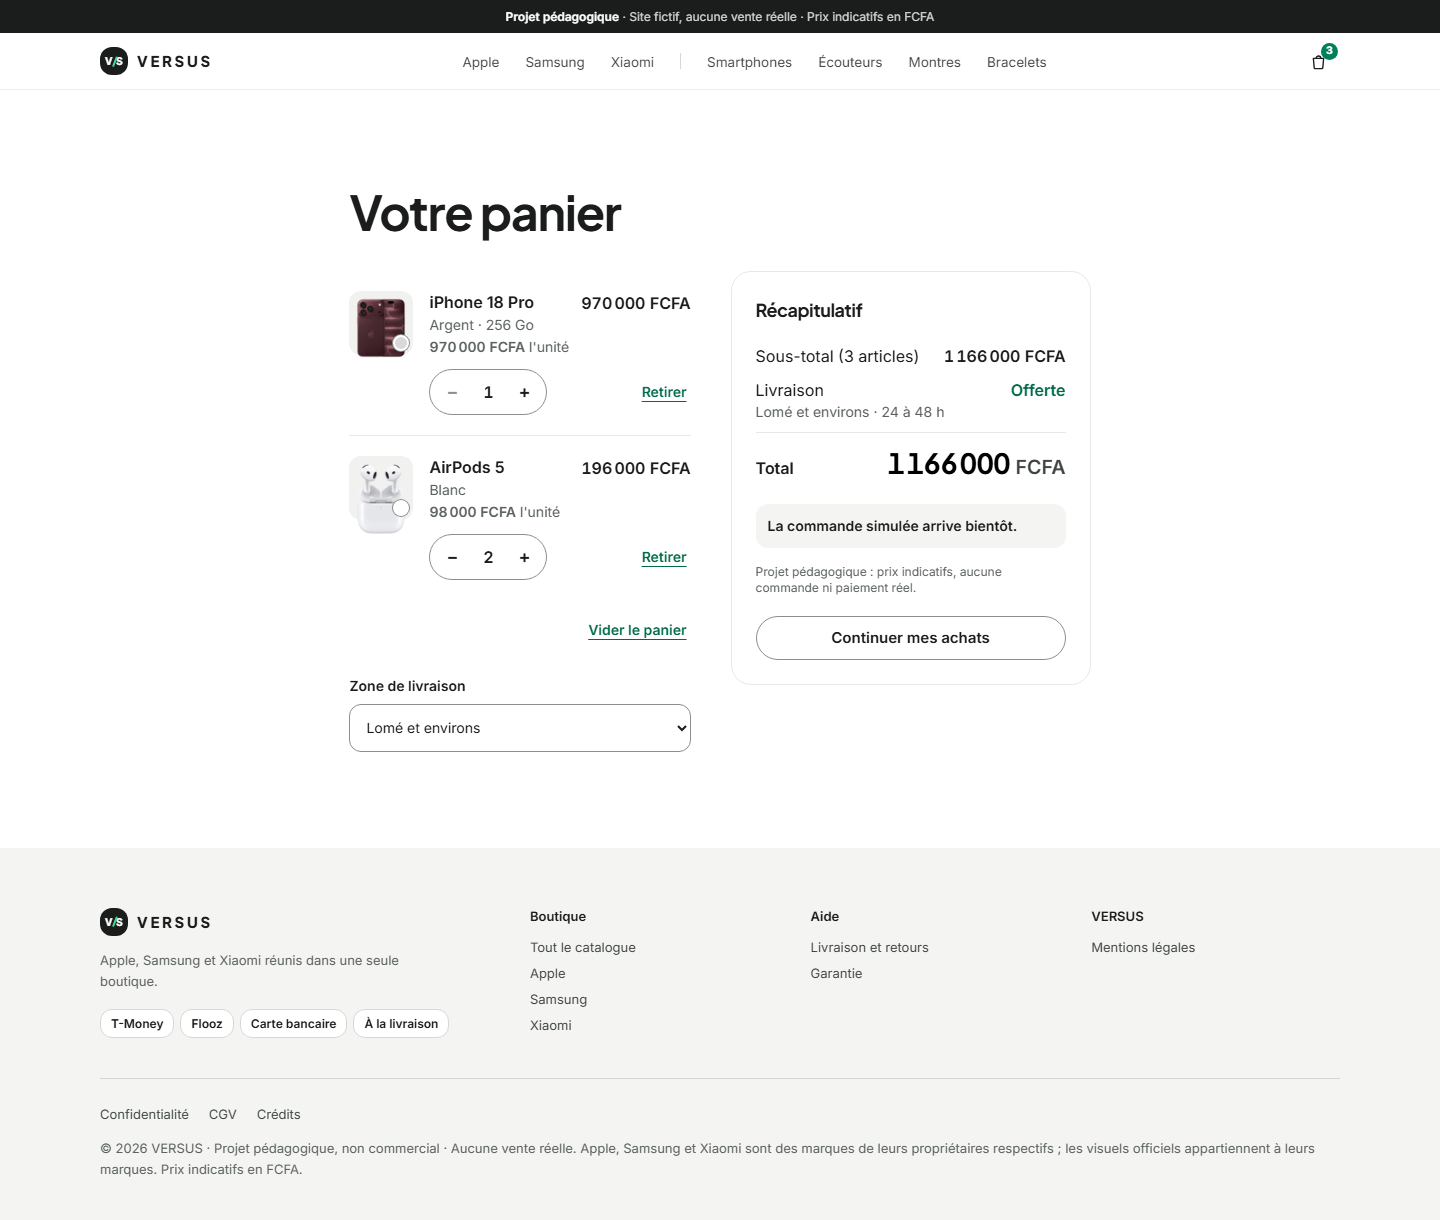 Projet pédagogique · Site fictif, aucune vente réelle · Prix indicatifs en FCFA
V/S VERSUS
Apple Samsung Xiaomi Smartphones Écouteurs Montres Bracelets
3
Votre panier
iPhone 18 Pro 970 000 FCFA
Argent · 256 Go
970 000 FCFA l'unité
− 1 + Retirer
AirPods 5 196 000 FCFA
Blanc
98 000 FCFA l'unité
− 2 + Retirer
Vider le panier
Zone de livraison
Lomé et environs
Récapitulatif
Sous-total (3 articles) 1 166 000 FCFA
Livraison Offerte
Lomé et environs · 24 à 48 h
Total 1 166 000 FCFA
La commande simulée arrive bientôt.
Projet pédagogique : prix indicatifs, aucune
commande ni paiement réel.
Continuer mes achats
V/S VERSUS
Apple, Samsung et Xiaomi réunis dans une seule
boutique.
T-Money Flooz Carte bancaire À la livraison
Boutique
Tout le catalogue
Apple
Samsung
Xiaomi
Aide
Livraison et retours
Garantie
VERSUS
Mentions légales
Confidentialité CGV Crédits
© 2026 VERSUS · Projet pédagogique, non commercial · Aucune vente réelle. Apple, Samsung et Xiaomi sont des marques de leurs propriétaires respectifs ; les visuels officiels appartiennent à leurs
marques. Prix indicatifs en FCFA.